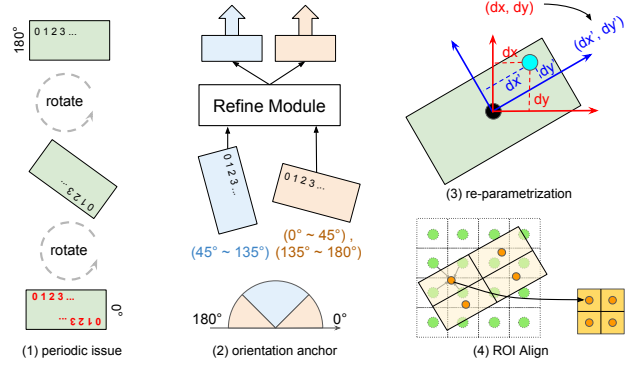 180°
0 1 2 3 ...
rotate
0 1 2 3 ...
rotate
0 1 2 3 ...
0 1 2 3 ...
0°
(1) periodic issue
Refine Module
0 1 2 3 ...
0 1 2 3 ...
(45° ~ 135°)
(0° ~ 45°) ,
(135° ~ 180°)
180°
0°
(2) orientation anchor
(dx, dy)
(dx', dy')
dx
dx'
dy'
dy
(3) re-parametrization
(4) ROI Align